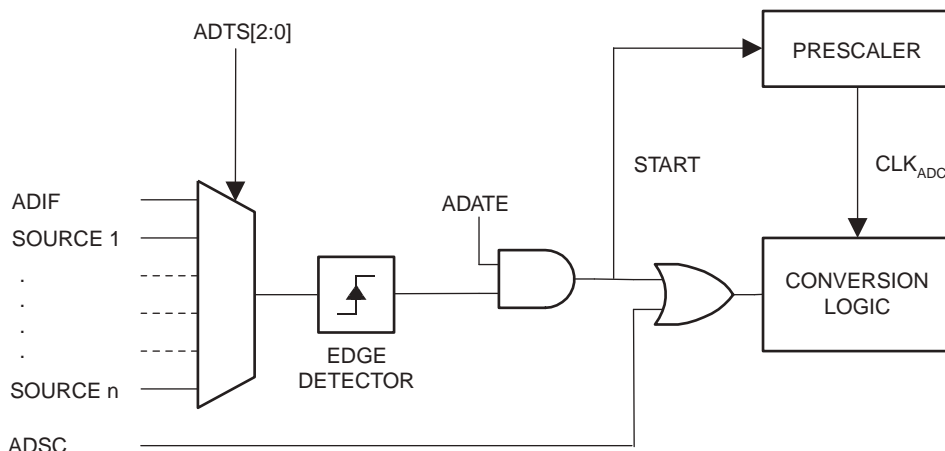 ADTS[2:0]
PRESCALER
START
CLKADC
ADIF
ADATE
SOURCE 1
.
.
.
.
CONVERSION
LOGIC
EDGE
DETECTOR
SOURCE n
ADSC